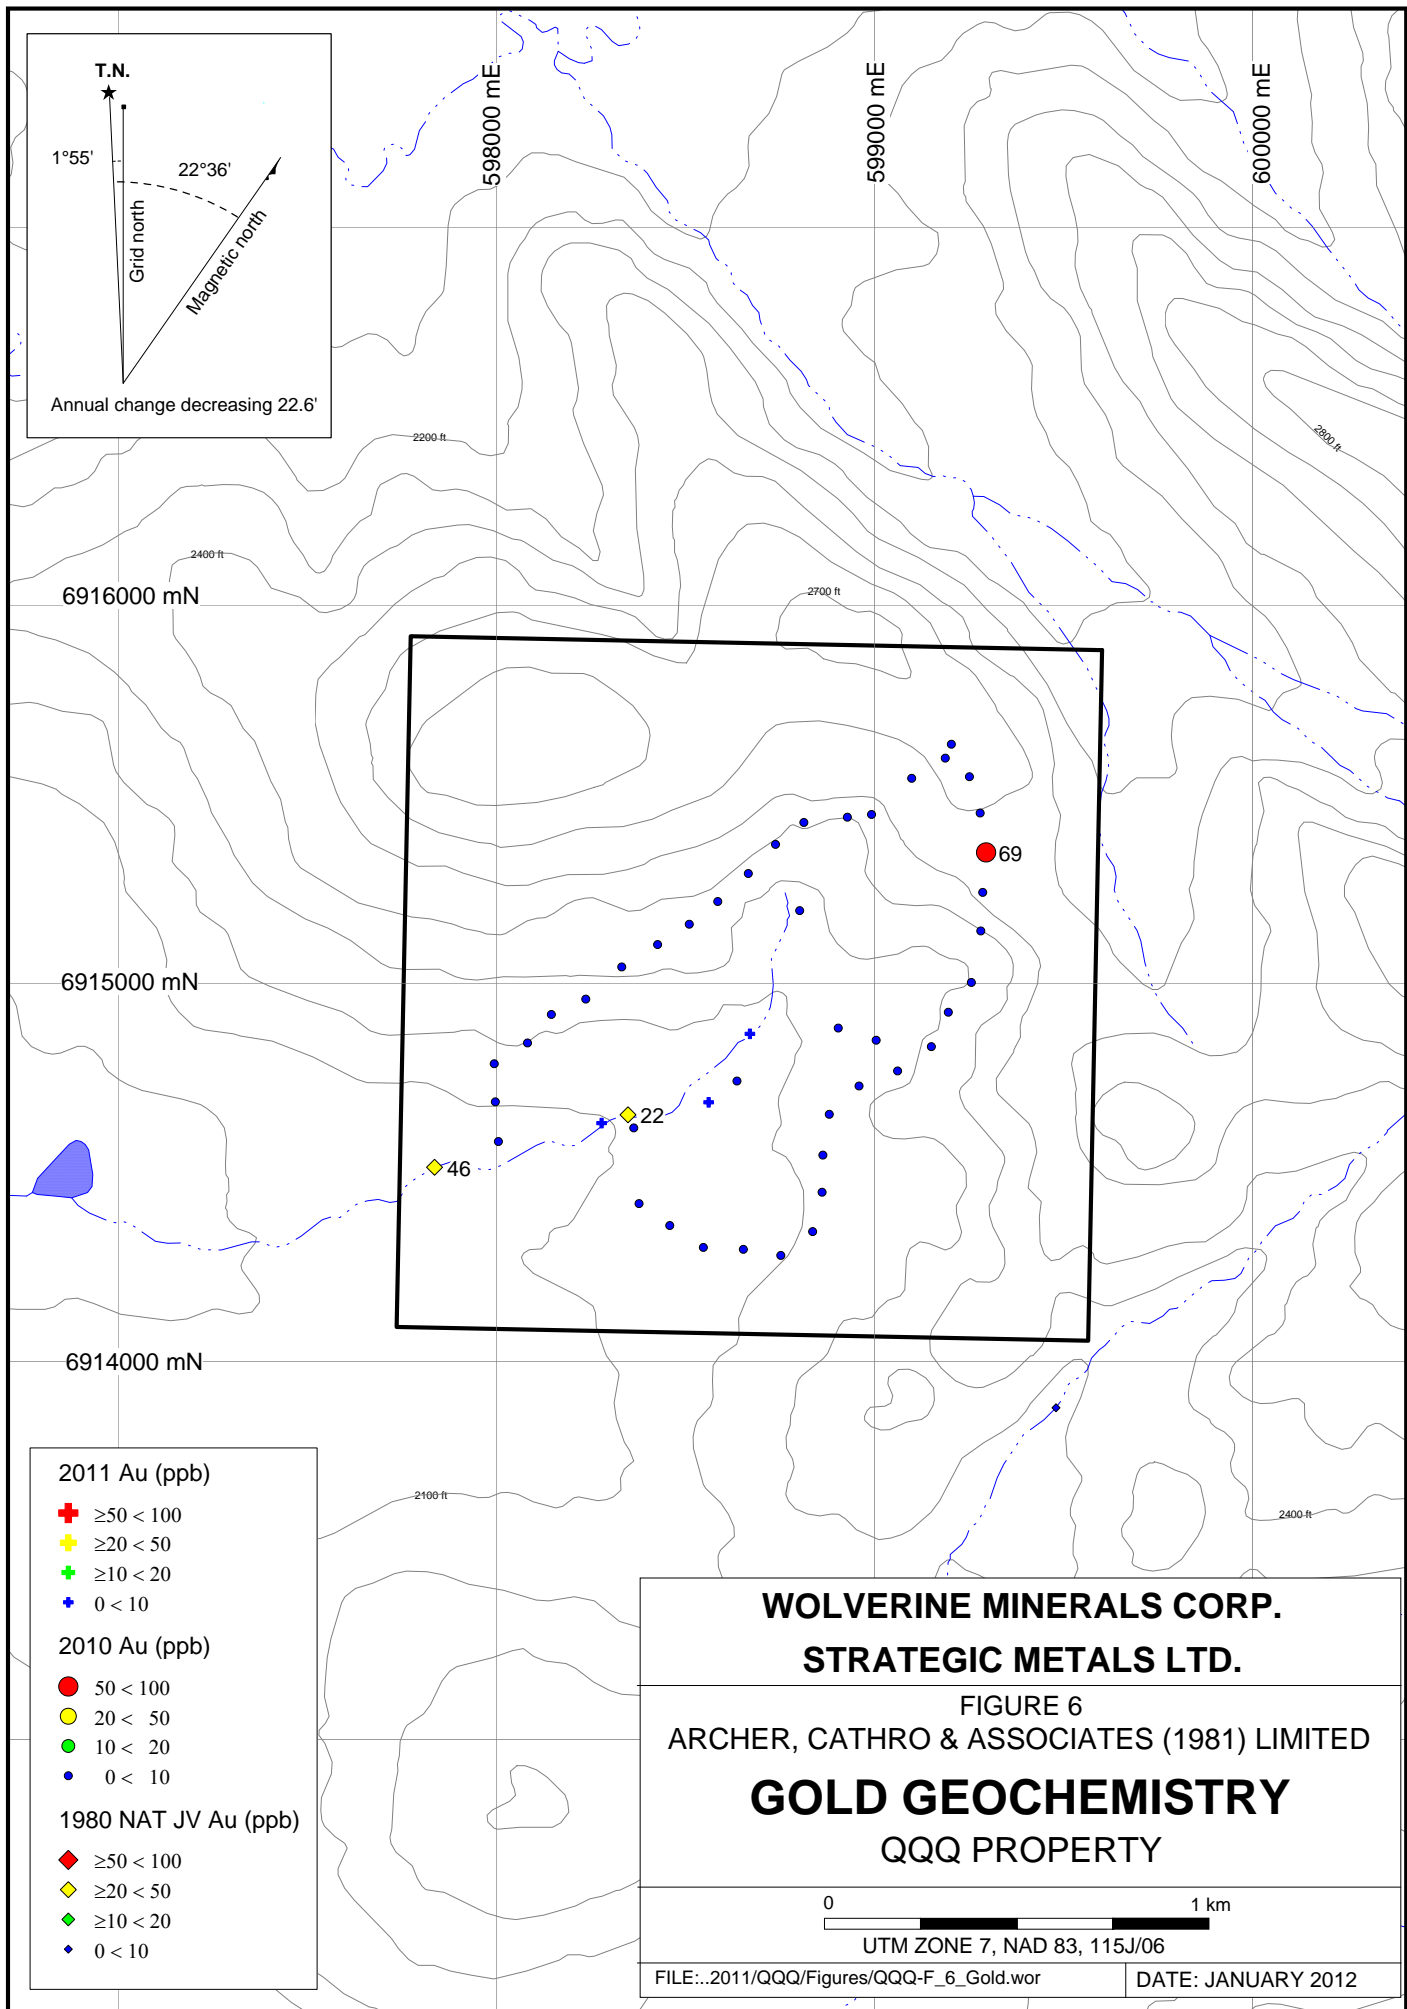 T.N.
1°55'
22°36'
Grid north
Magnetic north
Annual change decreasing 22.6'
598000 mE
599000 mE
600000 mE
2200 ft
2800 ft
2400 ft
6916000 mN
2700 ft
69
6915000 mN
22
46
6914000 mN
2100 ft
2400 ft
2011 Au (ppb)
≥50 < 100
≥20 < 50
≥10 < 20
0 < 10
2010 Au (ppb)
50 < 100
20 < 50
10 < 20
0 < 10
1980 NAT JV Au (ppb)
≥50 < 100
≥20 < 50
≥10 < 20
0 < 10
WOLVERINE MINERALS CORP.
STRATEGIC METALS LTD.
FIGURE 6
ARCHER, CATHRO & ASSOCIATES (1981) LIMITED
GOLD GEOCHEMISTRY
QQQ PROPERTY
0 1 km
UTM ZONE 7, NAD 83, 115J/06
FILE:..2011/QQQ/Figures/QQQ-F_6_Gold.wor DATE: JANUARY 2012